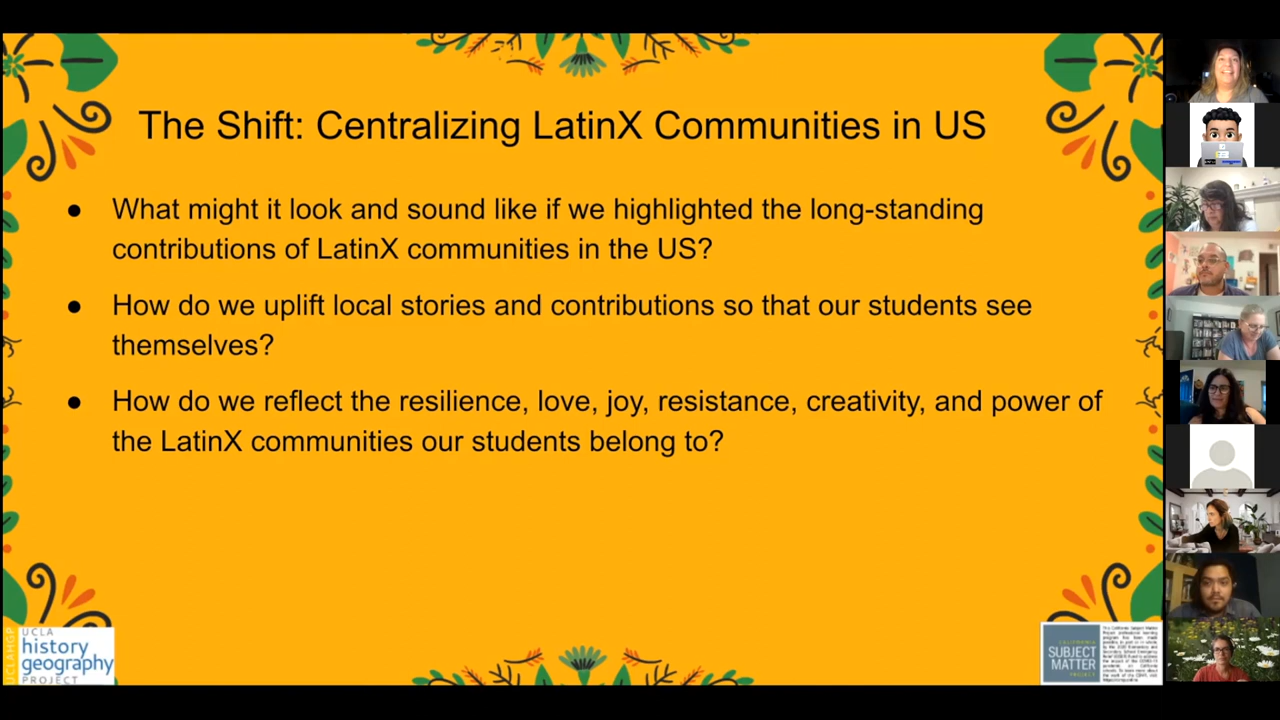 The Shift: Centralizing LatinX Communities in US
● What might it look and sound like if we highlighted the long-standing
contributions of LatinX communities in the US?
● How do we uplift local stories and contributions so that our students see
themselves?
● How do we reflect the resilience, love, joy, resistance, creativity, and power of
the LatinX communities our students belong to?
UCLAHGP
UCLA
history
geography
PROJECT
CALIFORNIA
SUBJECT
MATTER
PROJECT